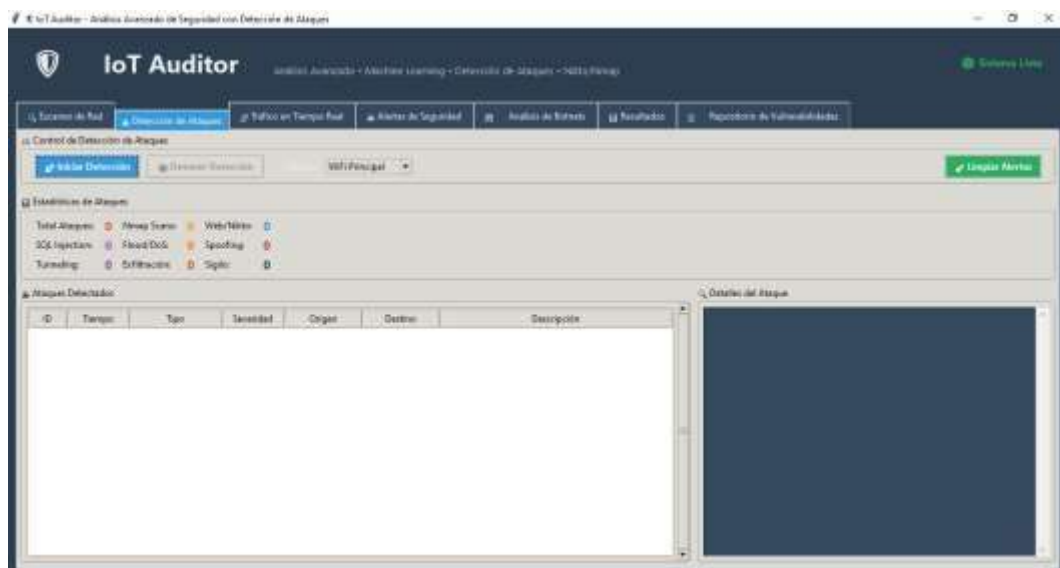 IoT Auditor - Análisis Avanzado de Seguridad con Detección de Ataques
IoT Auditor
Análisis Avanzado • Machine Learning • Detección de Ataques • Nikto/Nmap
Sistema Listo
Escaneo de Red
Detección de Ataques
Tráfico en Tiempo Real
Alertas de Seguridad
Análisis de Botnets
Resultados
Repositorio de Vulnerabilidades
Control de Detección de Ataques
Iniciar Detección
Detener Detección
WiFi Principal
Limpiar Alertas
Estadísticas de Ataques
Total Ataques: 0 Nmap Scans: 0 Web/Nikto: 0
SQL Injection: 0 Flood/DoS: 0 Spoofing: 0
Tunneling: 0 Exfiltración: 0 Sigilo: 0
Ataques Detectados
Detalles del Ataque
ID Tiempo Tipo Severidad Origen Destino Descripción